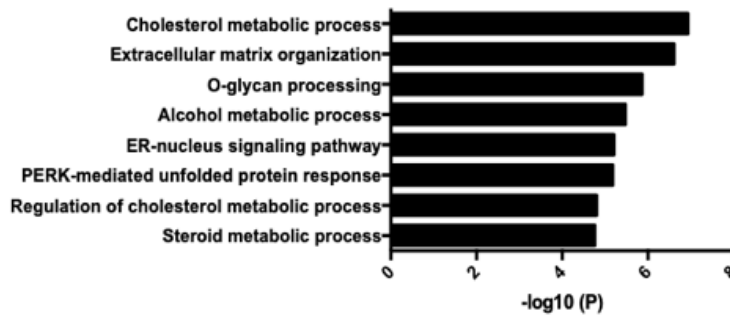 Cholesterol metabolic process
Extracellular matrix organization
O-glycan processing
Alcohol metabolic process
ER-nucleus signaling pathway
PERK-mediated unfolded protein response
Regulation of cholesterol metabolic process
Steroid metabolic process
0 2 4 6 8
-log10 (P)